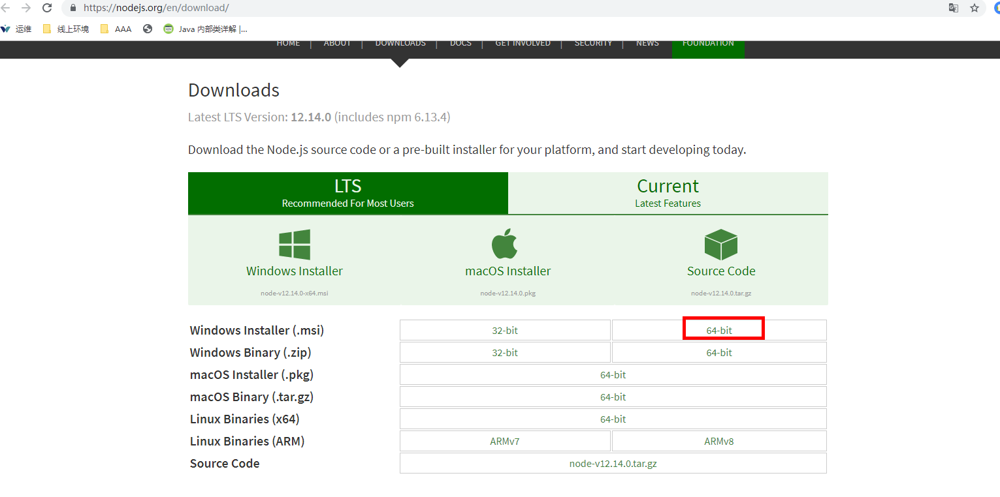 https://nodejs.org/en/download/
运维 线上环境 AAA Java 内部类详解 |...
HOME | ABOUT | DOWNLOADS | DOCS | GET INVOLVED | SECURITY | NEWS FOUNDATION
Downloads
Latest LTS Version: 12.14.0 (includes npm 6.13.4)
Download the Node.js source code or a pre-built installer for your platform, and start developing today.
LTS Current
Recommended For Most Users Latest Features
Windows Installer macOS Installer Source Code
node-v12.14.0-x64.msi node-v12.14.0.pkg node-v12.14.0.tar.gz
Windows Installer (.msi) 32-bit 64-bit
Windows Binary (.zip) 32-bit 64-bit
macOS Installer (.pkg) 64-bit
macOS Binary (.tar.gz) 64-bit
Linux Binaries (x64) 64-bit
Linux Binaries (ARM) ARMv7 ARMv8
Source Code node-v12.14.0.tar.gz